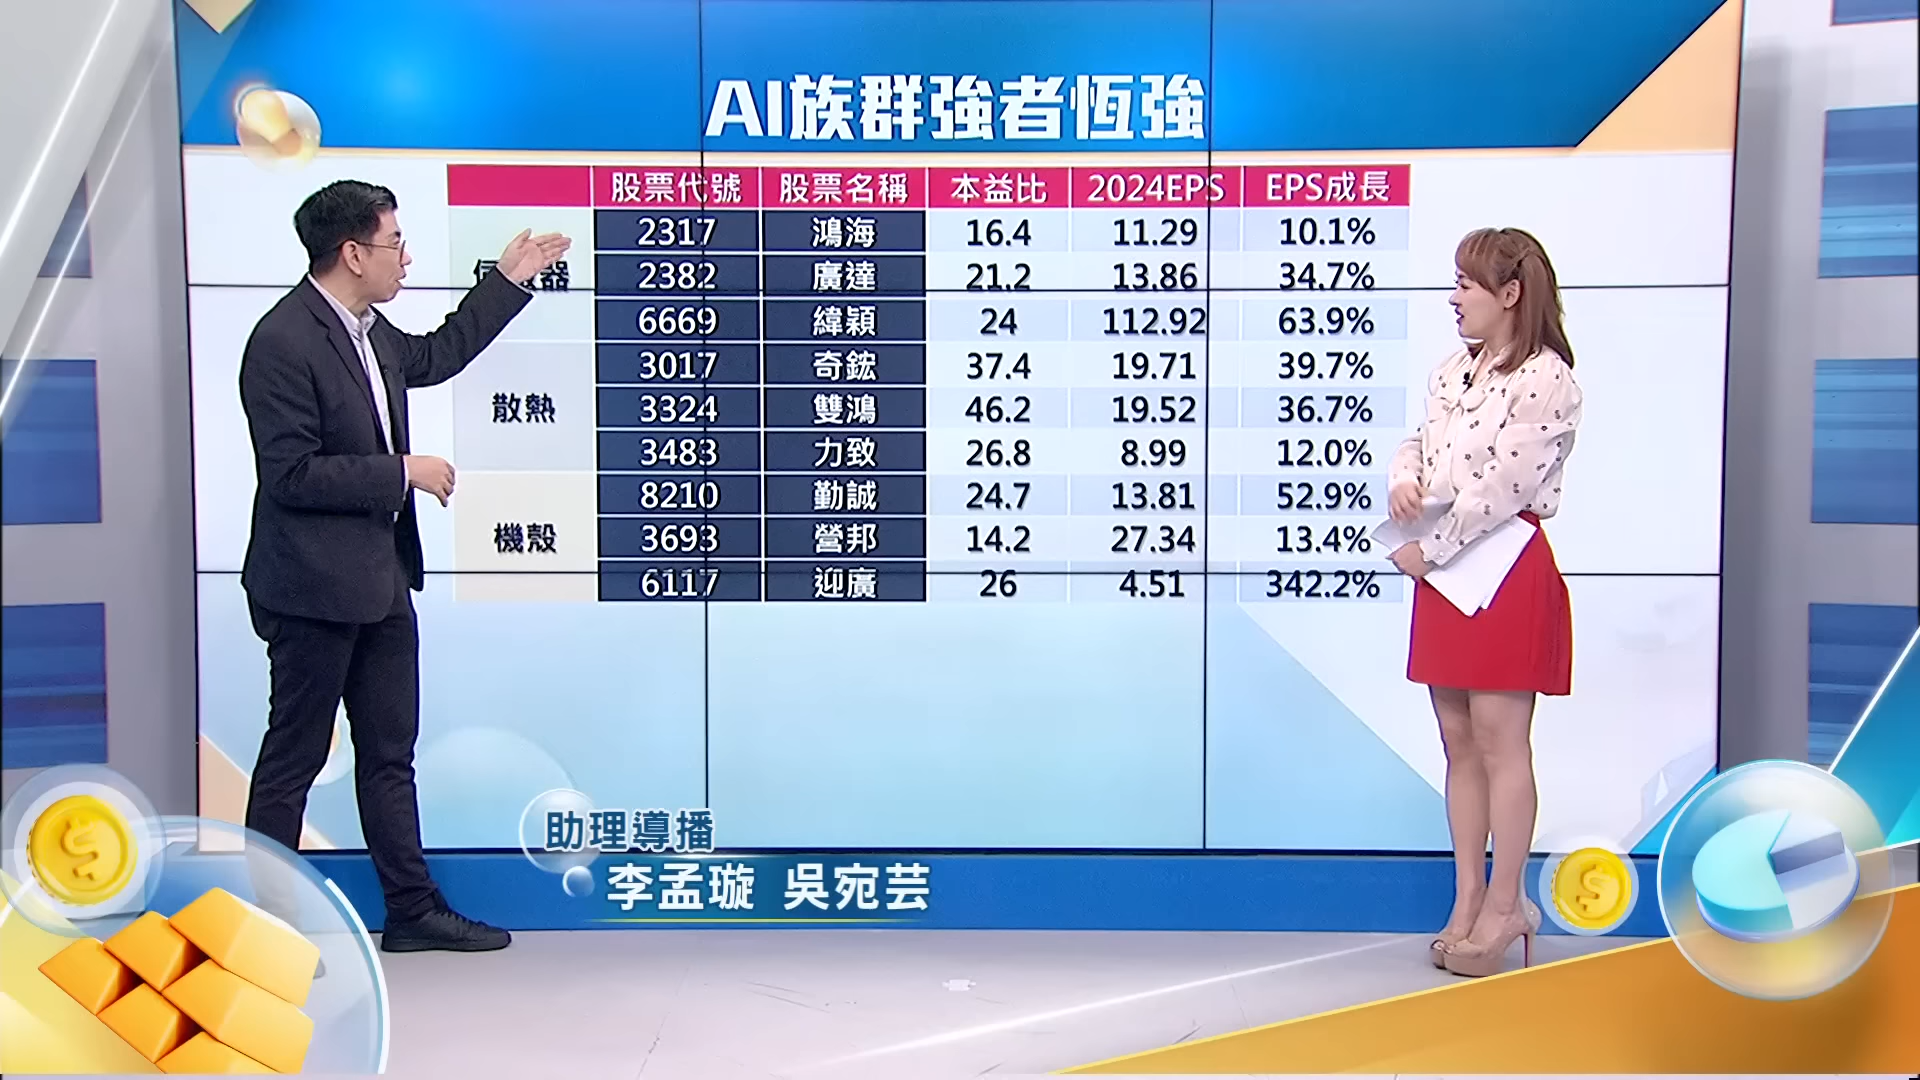 AI族群強者恆強
股票代號 股票名稱 本益比 2024EPS EPS成長
2317 鴻海 16.4 11.29 10.1%
2382 廣達 21.2 13.86 34.7%
6669 緯穎 24 112.92 63.9%
3017 奇鋐 37.4 19.71 39.7%
散熱 3324 雙鴻 46.2 19.52 36.7%
3483 力致 26.8 8.99 12.0%
8210 勤誠 24.7 13.81 52.9%
機殼 3693 營邦 14.2 27.34 13.4%
6117 迎廣 26 4.51 342.2%
助理導播
李孟璇 吳宛芸